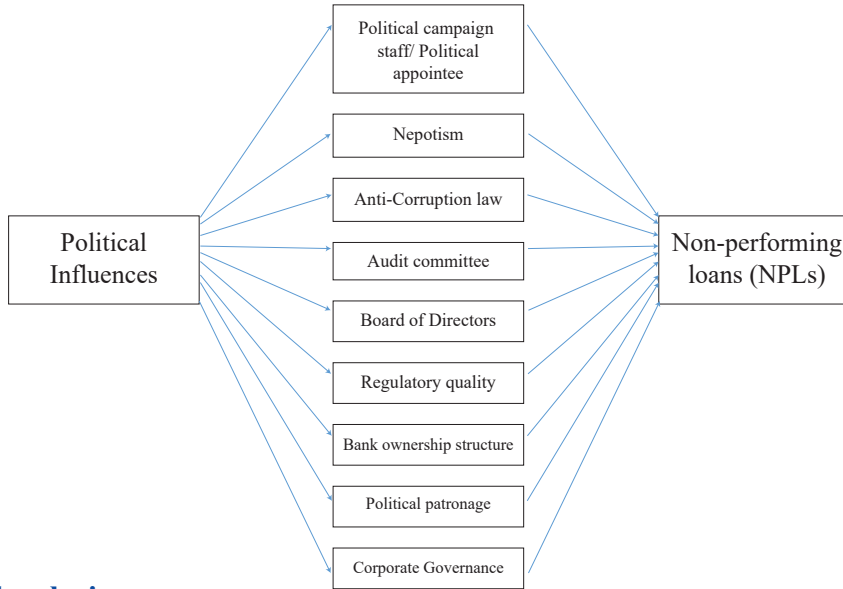 Political campaign
staff/ Political
appointee
Nepotism
Anti-Corruption law
Political
Influences
Audit committee
Non-performing
loans (NPLs)
Board of Directors
Regulatory quality
Bank ownership structure
Political patronage
Corporate Governance